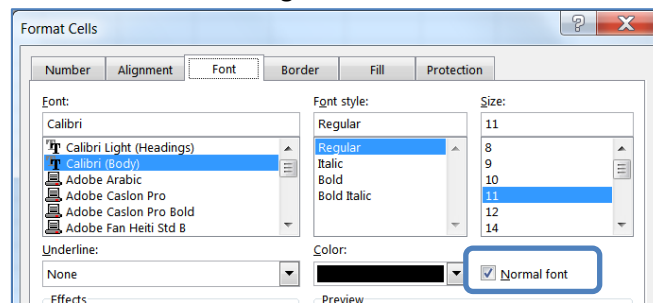 Format Cells
Number Alignment Font Border Fill Protection
Font: Font style: Size:
Calibri Regular 11
Calibri Light (Headings) Regular 8
Calibri (Body) Italic 9
Adobe Arabic Bold 10
Adobe Caslon Pro Bold Italic 11
Adobe Caslon Pro Bold 12
Adobe Fan Heiti Std B 14
Underline: Color:
None Normal font
Effects Preview